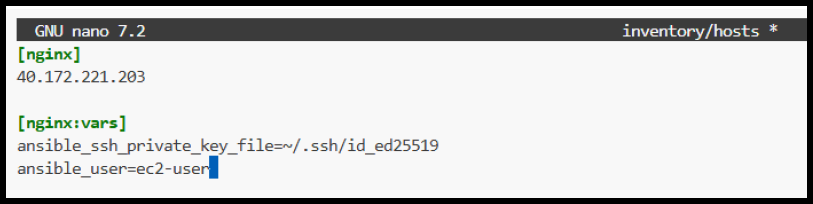 GNU nano 7.2 inventory/hosts *
[nginx]
40.172.221.203
[nginx:vars]
ansible_ssh_private_key_file=~/.ssh/id_ed25519
ansible_user=ec2-user